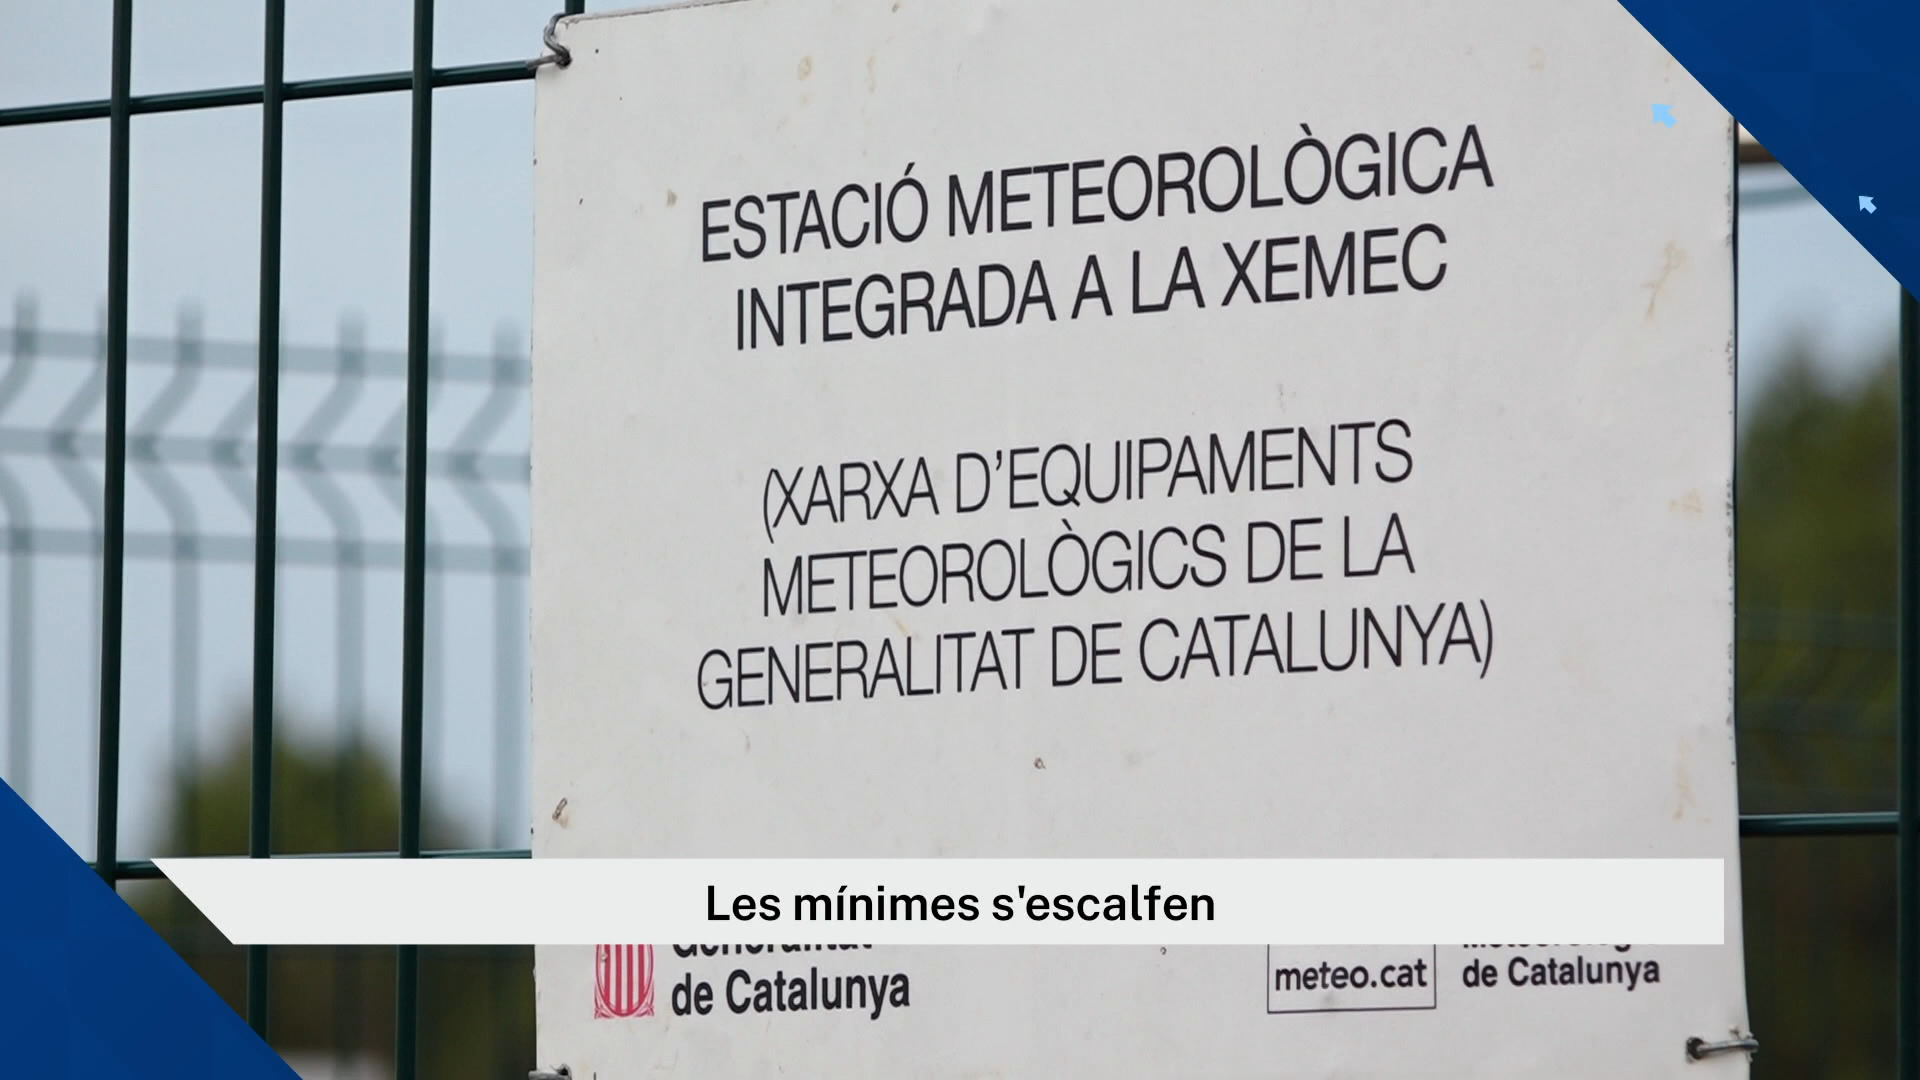 ESTACIÓ METEOROLÒGICA
INTEGRADA A LA XEMEC
(XARXA D'EQUIPAMENTS
METEOROLÒGICS DE LA
GENERALITAT DE CATALUNYA)
Les mínimes s'escalfen
Generalitat
de Catalunya
meteo.cat
de Catalunya